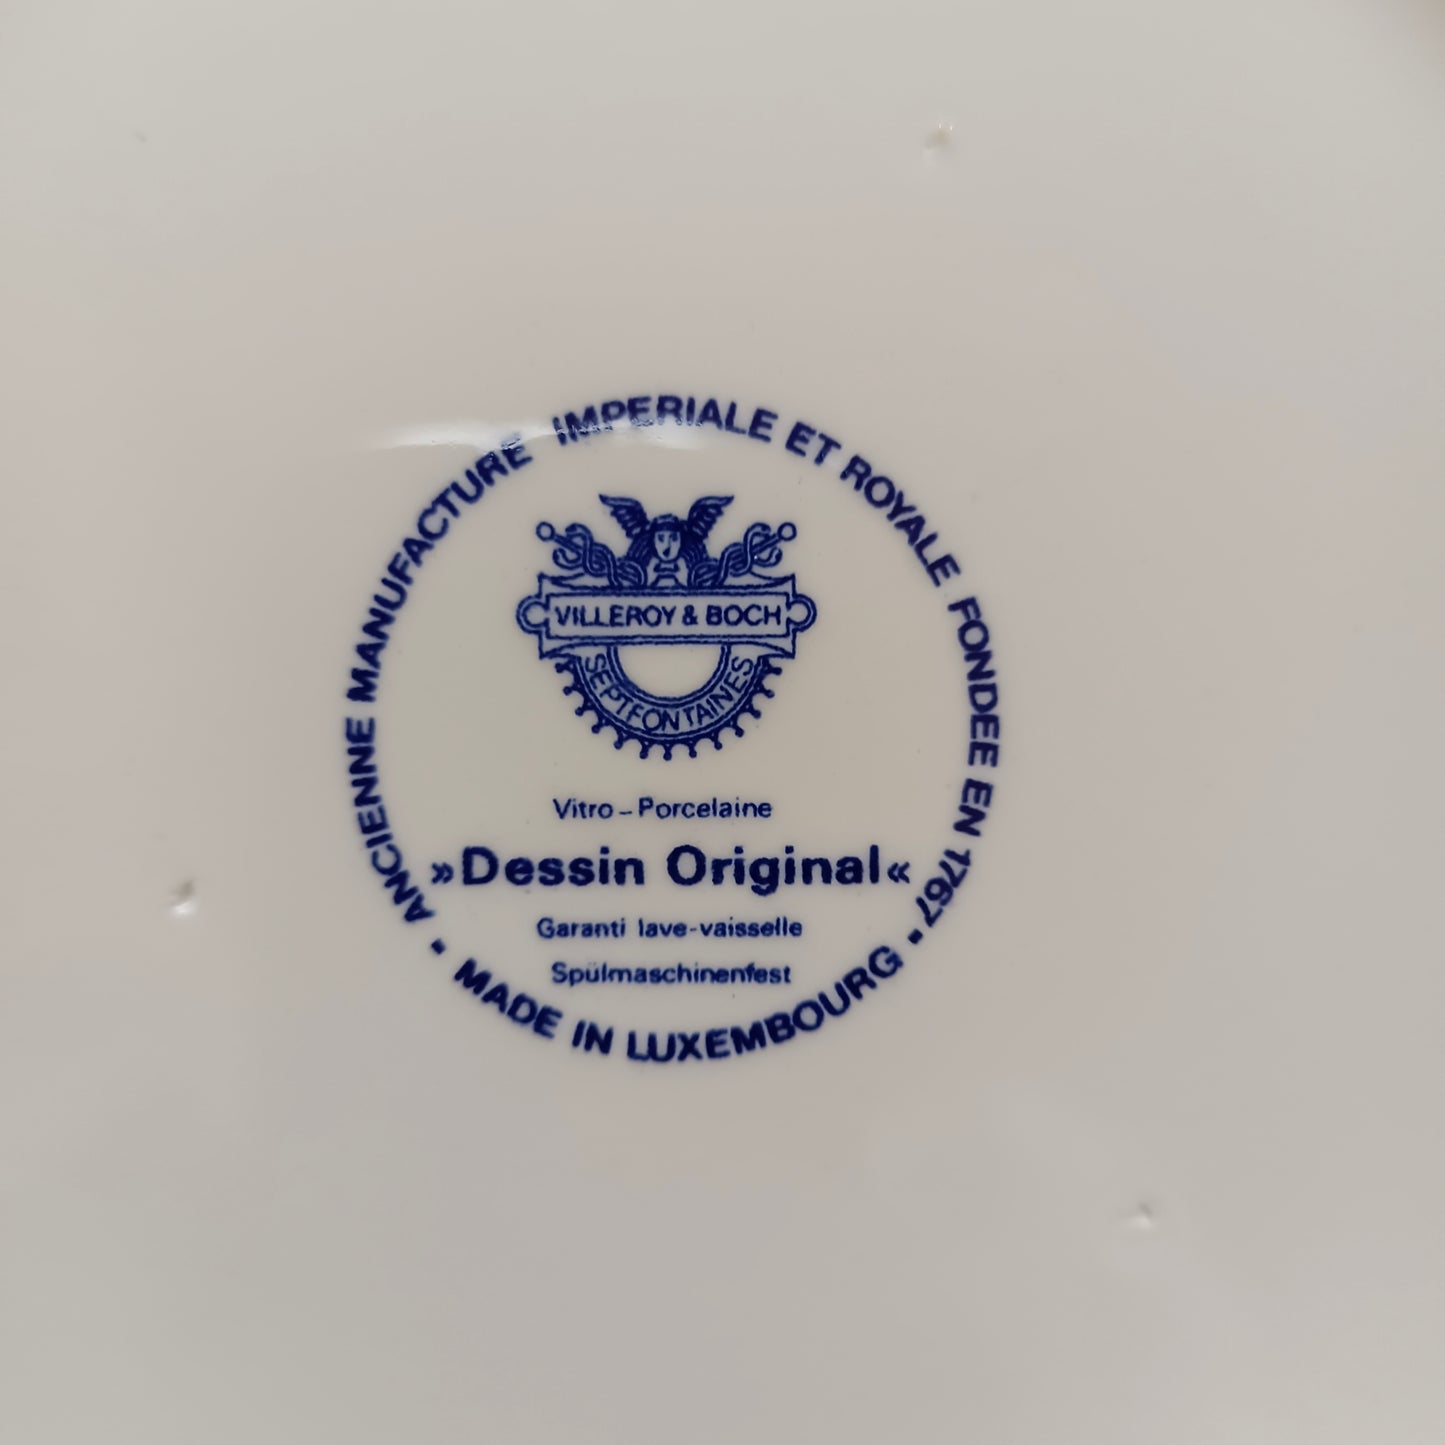 ANCIENNE MANUFACTURE IMPERIALE ET ROYALE FONDEE EN 1767 • MADE IN LUXEMBOURG •
VILLEROY & BOCH
SEPTFONTAINES
Vitro-Porcelaine
»Dessin Original«
Garanti lave-vaisselle
Spülmaschinenfest